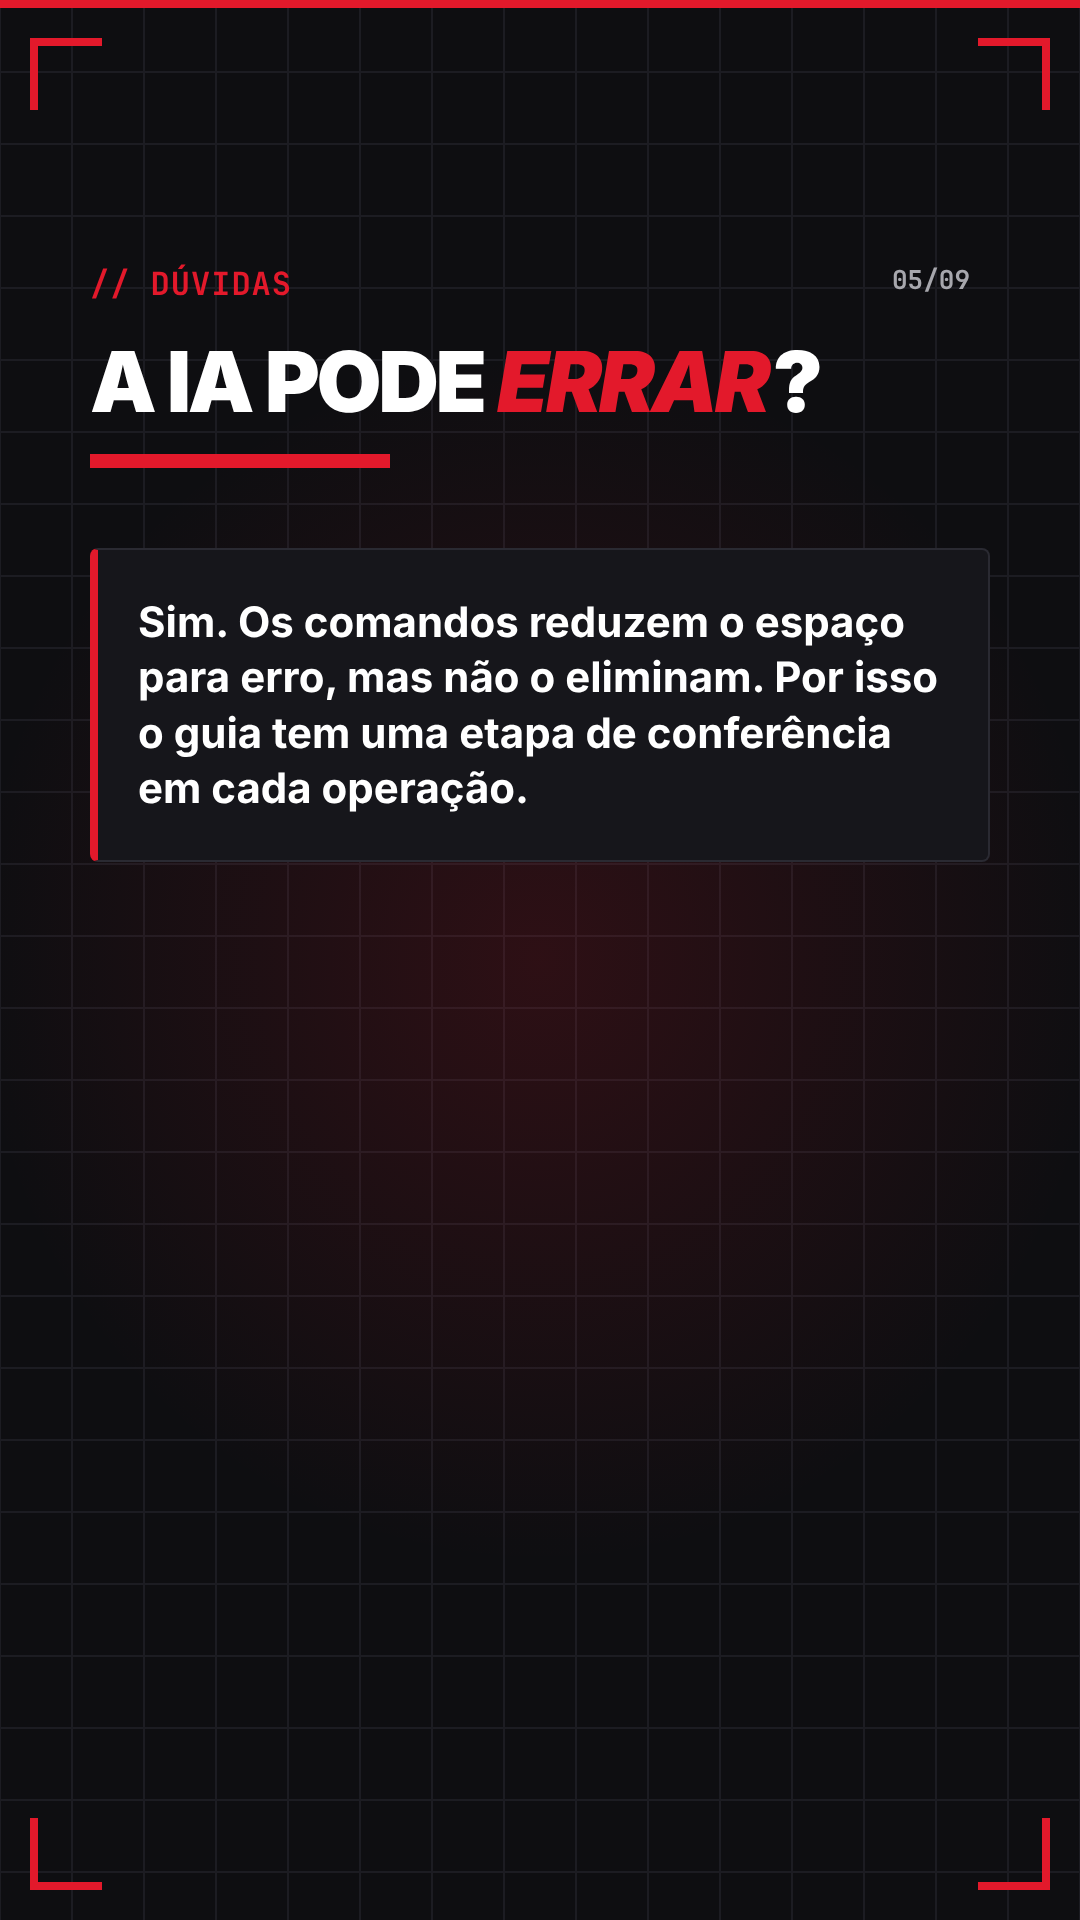 // DÚVIDAS
05/09
A IA PODE ERRAR?
Sim. Os comandos reduzem o espaço
para erro, mas não o eliminam. Por isso
o guia tem uma etapa de conferência
em cada operação.